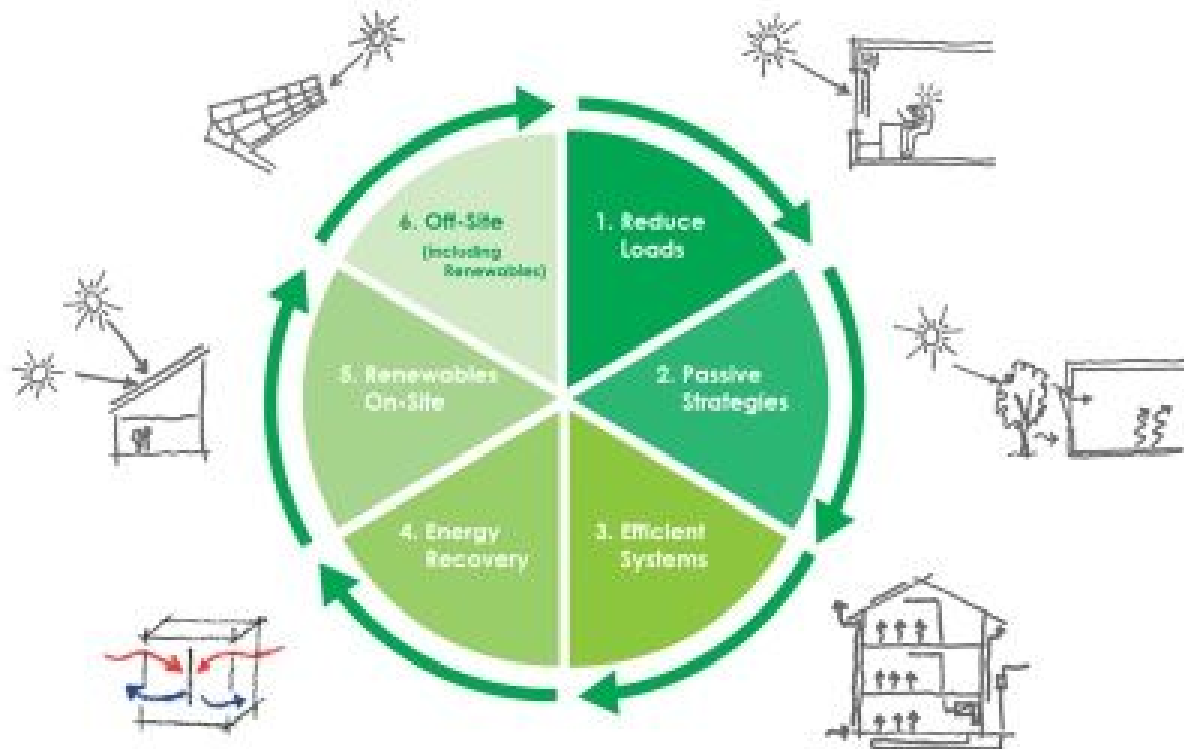 1. Reduce
Loads
2. Passive
Strategies
3. Efficient
Systems
4. Energy
Recovery
5. Renewables
On-Site
6. Off-Site
(including
Renewables)